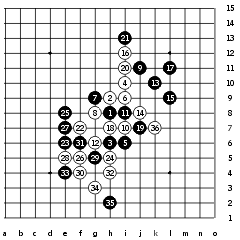 15
14
21 13
16 12
20 9 17 11
4 13 10
7 2 6 15 9
25 8 1 11 14 8
27 22 18 10 19 36 7
23 31 12 3 5 6
28 26 29 24 5
33 30 32 4
34 3
35 2
1
a b c d e f g h i j k l m n o